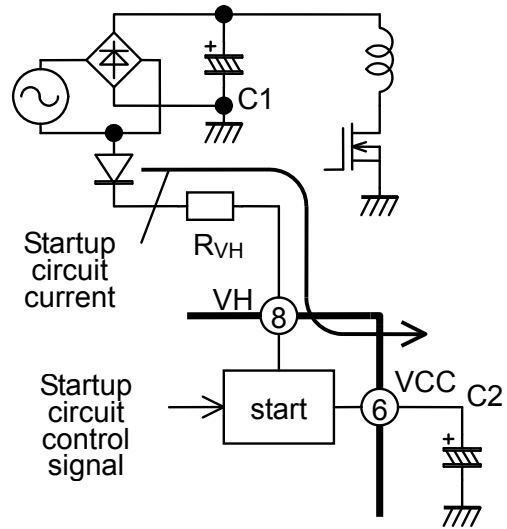 +
C1
Startup
circuit
current
RVH
VH
8
Startup
circuit
control
signal
start
VCC
6
C2
+